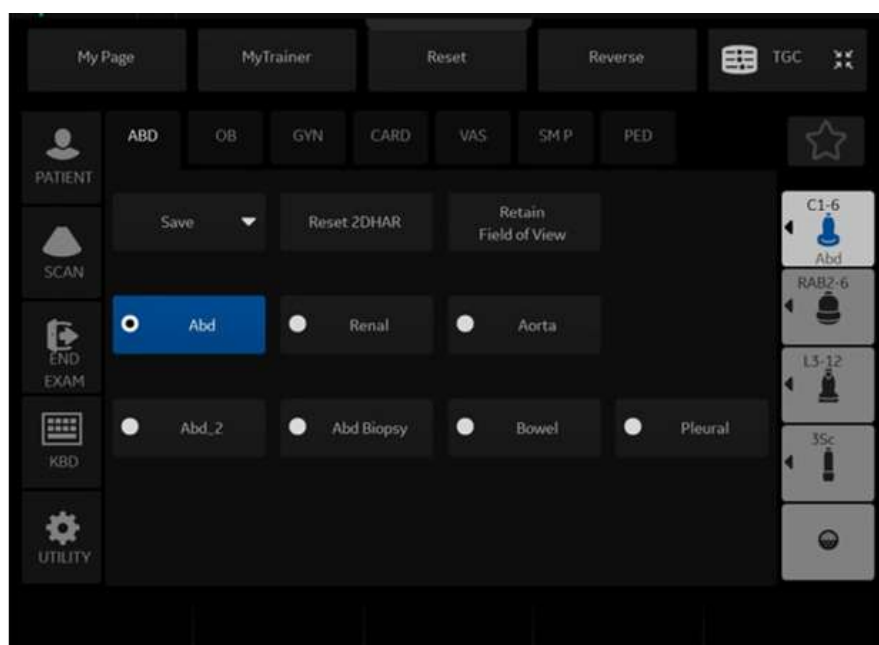 My Page
MyTrainer
Reset
Reverse
TGC
PATIENT
SCAN
END
EXAM
KBD
UTILITY
ABD
OB
GYN
CARD
VAS
SM P
PED
Save
Reset 2DHAR
Retain
Field of View
Abd
Renal
Aorta
Abd_2
Abd Biopsy
Bowel
Pleural
C1-6
Abd
RAB2-6
L3-12
3Sc